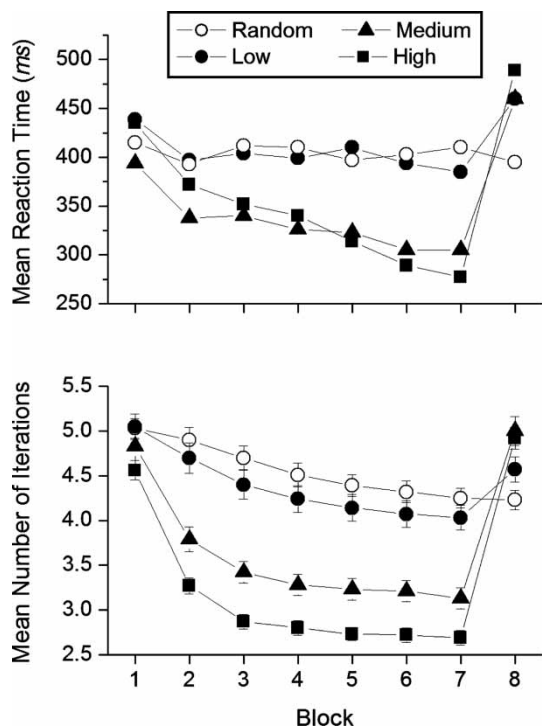 Random Medium
Low High
Mean Reaction Time (ms)
500
450
400
350
300
250
Mean Number of Iterations
5.5
5.0
4.5
4.0
3.5
3.0
2.5
1 2 3 4 5 6 7 8
Block